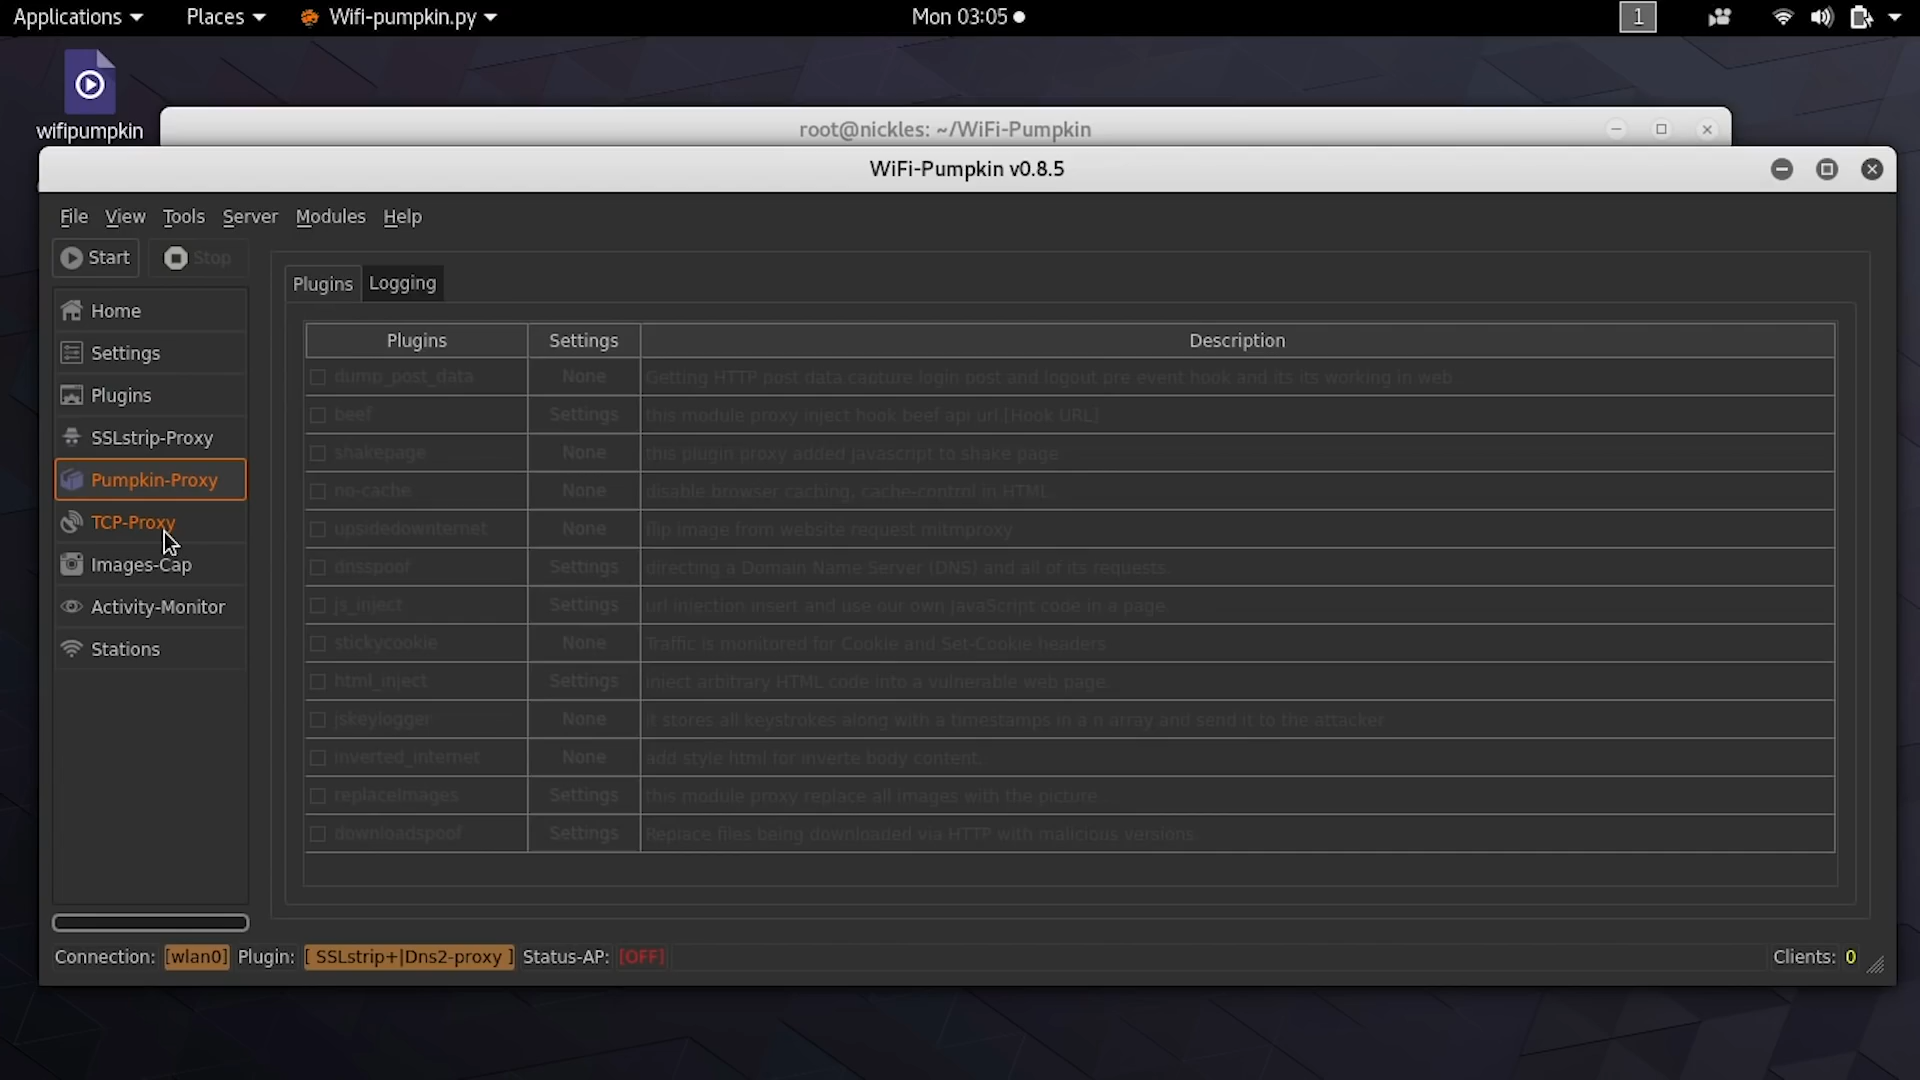 Applications Places Wifi-pumpkin.py Mon 03:05 1
wifipumpkin
root@nickles: ~/WiFi-Pumpkin
WiFi-Pumpkin v0.8.5
File View Tools Server Modules Help
Start Stop
Plugins Logging
Home
Settings
Plugins
SSLstrip-Proxy
Pumpkin-Proxy
TCP-Proxy
Images-Cap
Activity-Monitor
Stations
Plugins Settings Description
dump_post_data None Getting HTTP post data capture login post and logout pre event hook and its its working in web
beef Settings this module proxy inject hook beef api url.[Hook URL]
shakepage None this plugin proxy added javascript to shake page
no-cache None disable browser caching, cache-control in HTML
upsidedownternet None flip image from website request mitmproxy
dnsspoof Settings directing a Domain Name Server (DNS) and all of its requests.
js_inject Settings url injection insert and use our own JavaScript code in a page.
stickycookie None Traffic is monitored for Cookie and Set-Cookie headers
html_inject Settings inject arbitrary HTML code into a vulnerable web page.
jskeylogger None it stores all keystrokes along with a timestamps in a n array and send it to the attacker
inverted_internet None add style html for inverte body content.
replaceImages Settings this module proxy replace all images with the picture
downloadspoof Settings Replace files being downloaded via HTTP with malicious versions.
Connection: [wlan0] Plugin: [ SSLstrip+|Dns2-proxy ] Status-AP: [OFF] Clients: 0